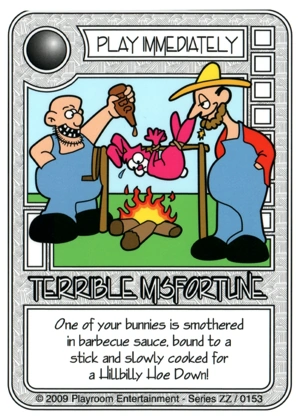 PLAY IMMEDIATELY
TERRIBLE MISFORTUNE
One of your bunnies is smothered
in barbecue sauce, bound to a
stick and slowly cooked for
a Hillbilly Hoe Down!
© 2009 Playroom Entertainment - Series ZZ / 0153